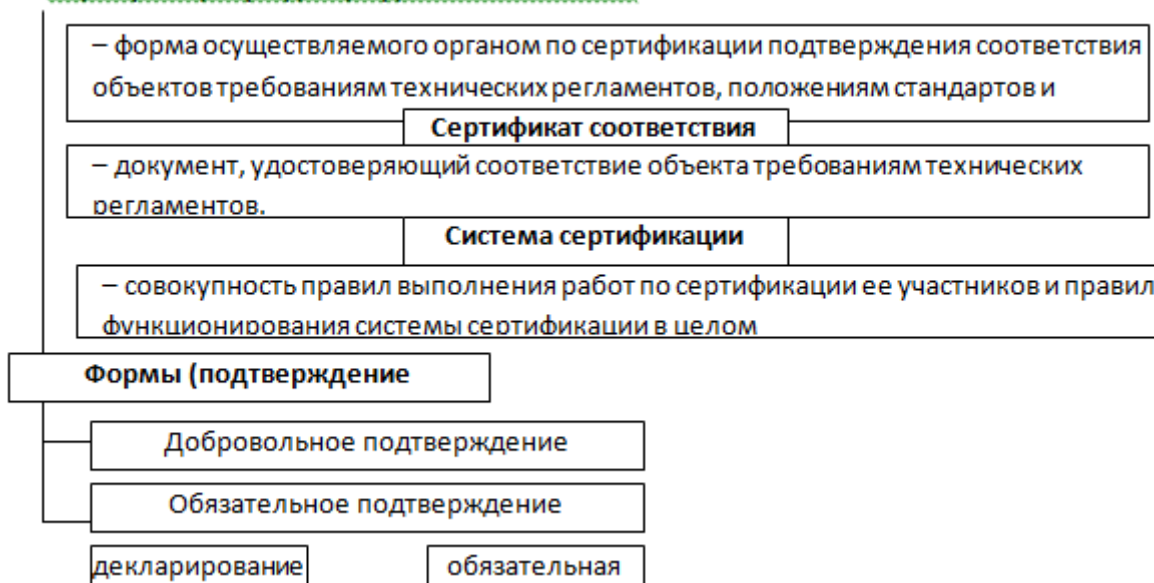 – форма осуществляемого органом по сертификации подтверждения соответствия
объектов требованиям технических регламентов, положениям стандартов и
Сертификат соответствия
– документ, удостоверяющий соответствие объекта требованиям технических
регламентов.
Система сертификации
– совокупность правил выполнения работ по сертификации ее участников и правил
функционирования системы сертификации в целом
Формы (подтверждение
Добровольное подтверждение
Обязательное подтверждение
декларирование обязательная